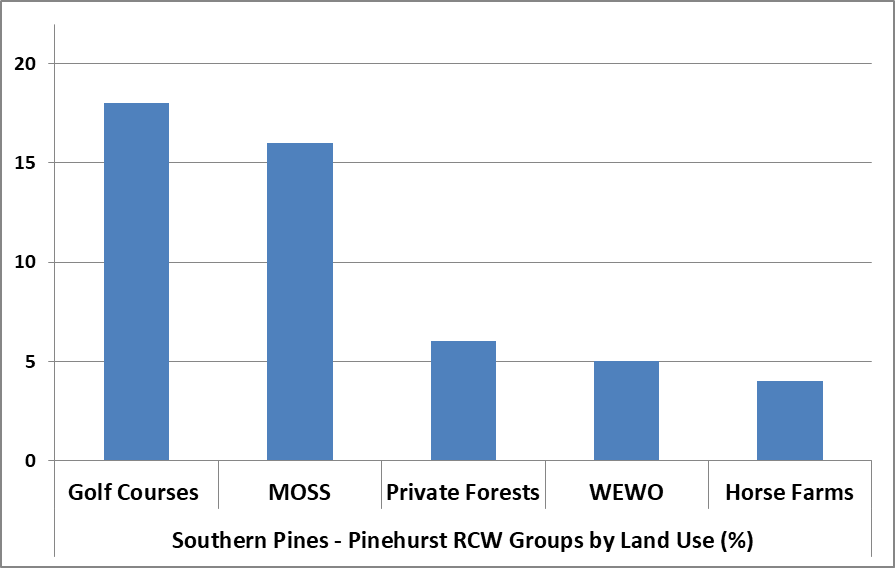 20
15
10
5
0
Golf Courses MOSS Private Forests WEWO Horse Farms
Southern Pines - Pinehurst RCW Groups by Land Use (%)